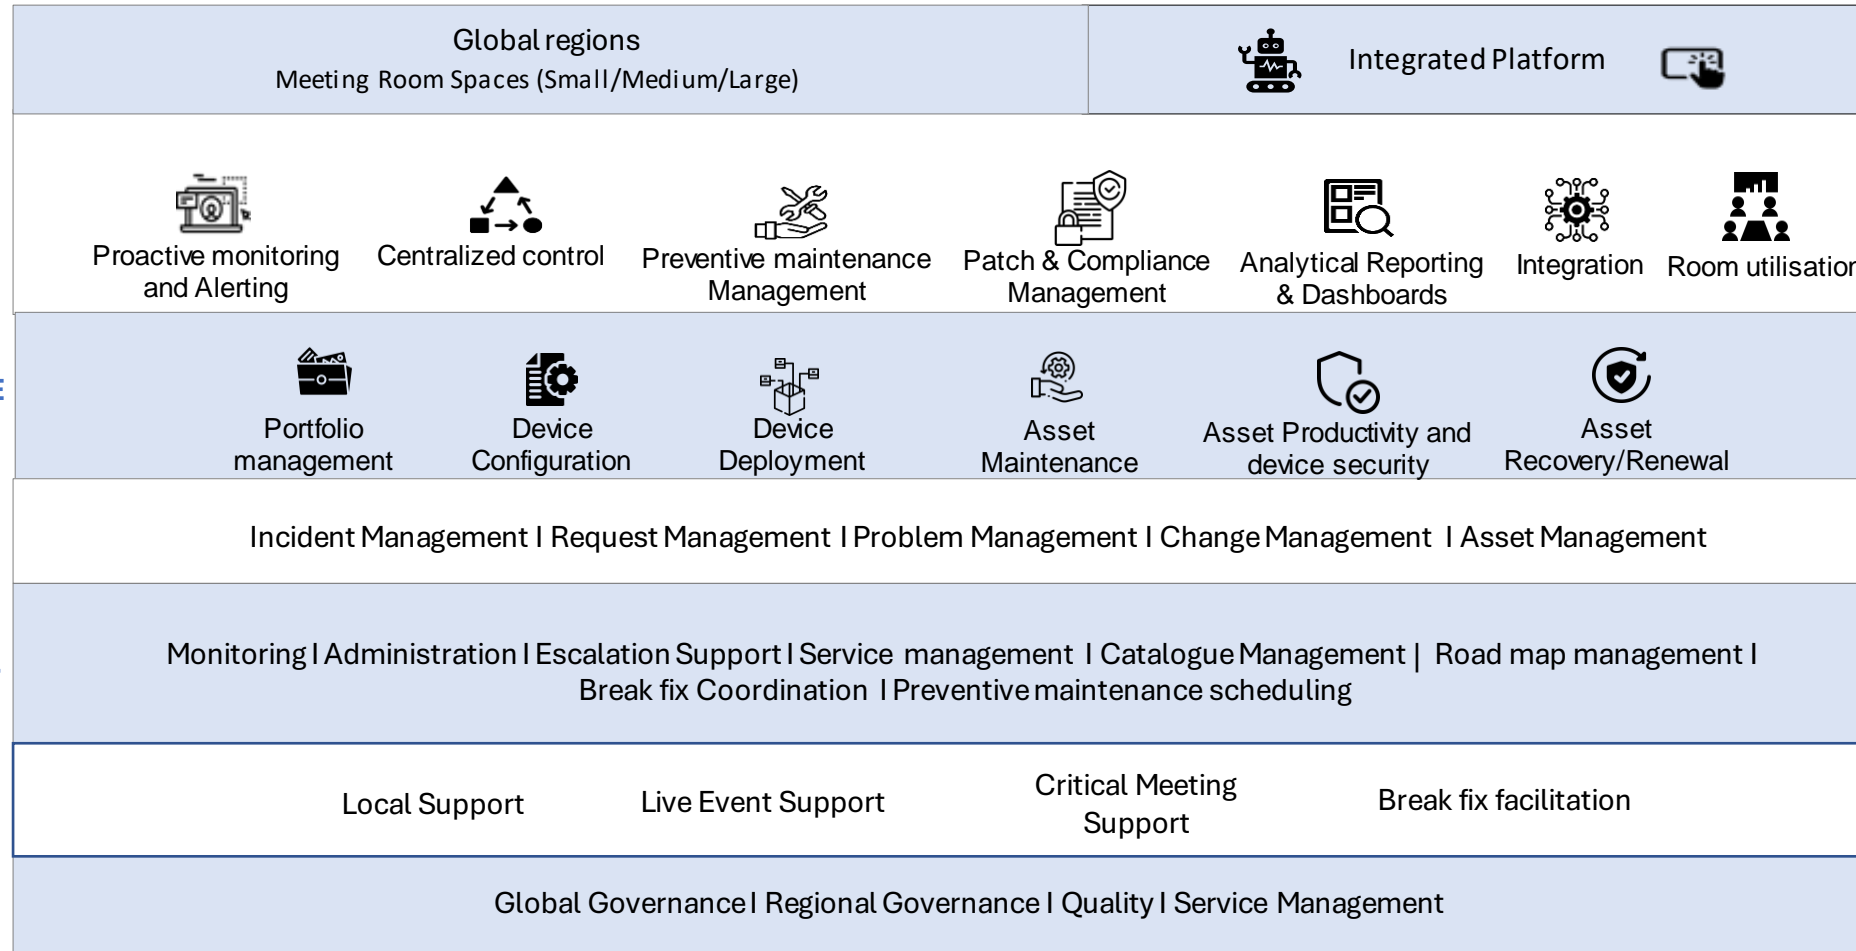 Global regions
Meeting Room Spaces (Small/Medium/Large)
Integrated Platform
Proactive monitoring
and Alerting
Centralized control
Preventive maintenance
Management
Patch & Compliance
Management
Analytical Reporting
& Dashboards
Integration
Room utilisation
E
Portfolio
management
Device
Configuration
Device
Deployment
Asset
Maintenance
Asset Productivity and
device security
Asset
Recovery/Renewal
Incident Management I Request Management I Problem Management I Change Management I Asset Management
Monitoring I Administration I Escalation Support I Service management I Catalogue Management | Road map management I
Break fix Coordination I Preventive maintenance scheduling
Local Support
Live Event Support
Critical Meeting
Support
Break fix facilitation
Global Governance I Regional Governance I Quality I Service Management